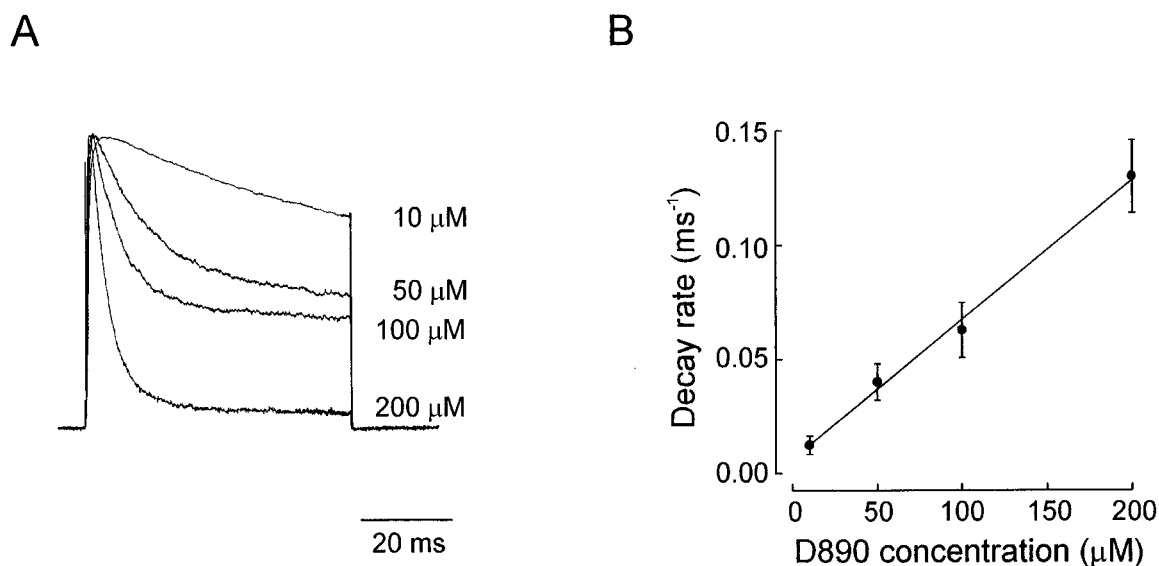 A
10 μM
50 μM
100 μM
200 μM
20 ms
B
Decay rate (ms⁻¹)
0.15
0.10
0.05
0.00
0 50 100 150 200
D890 concentration (μM)